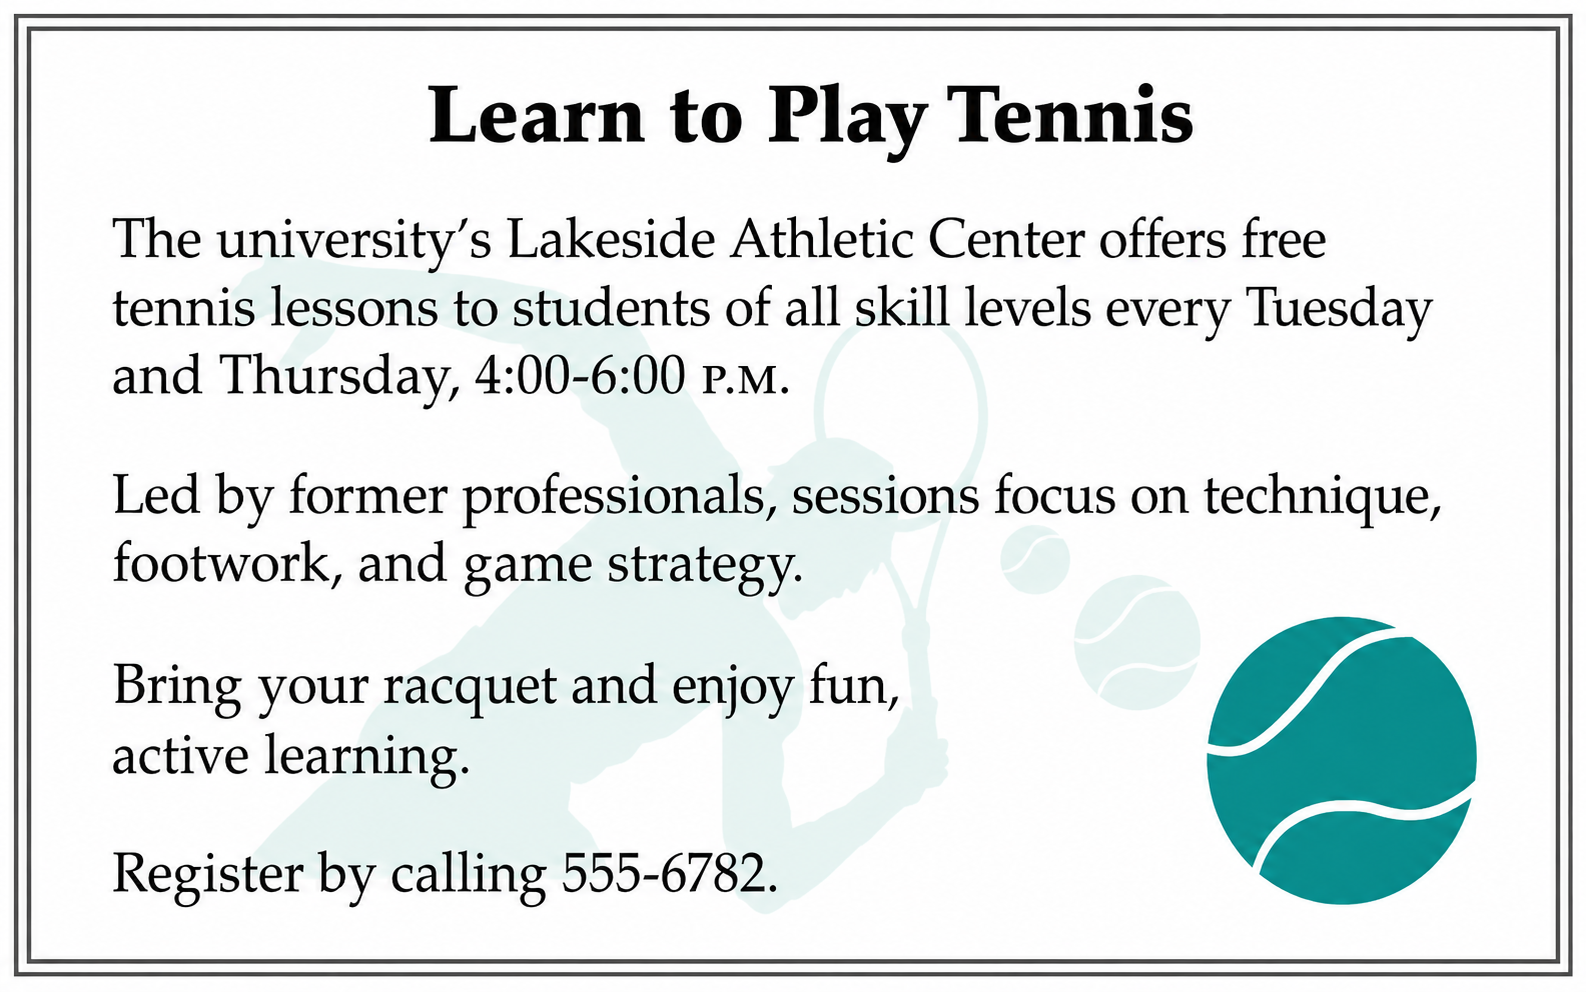 Learn to Play Tennis
The university’s Lakeside Athletic Center offers free
tennis lessons to students of all skill levels every Tuesday
and Thursday, 4:00-6:00 P.M.
Led by former professionals, sessions focus on technique,
footwork, and game strategy.
Bring your racquet and enjoy fun,
active learning.
Register by calling 555-6782.